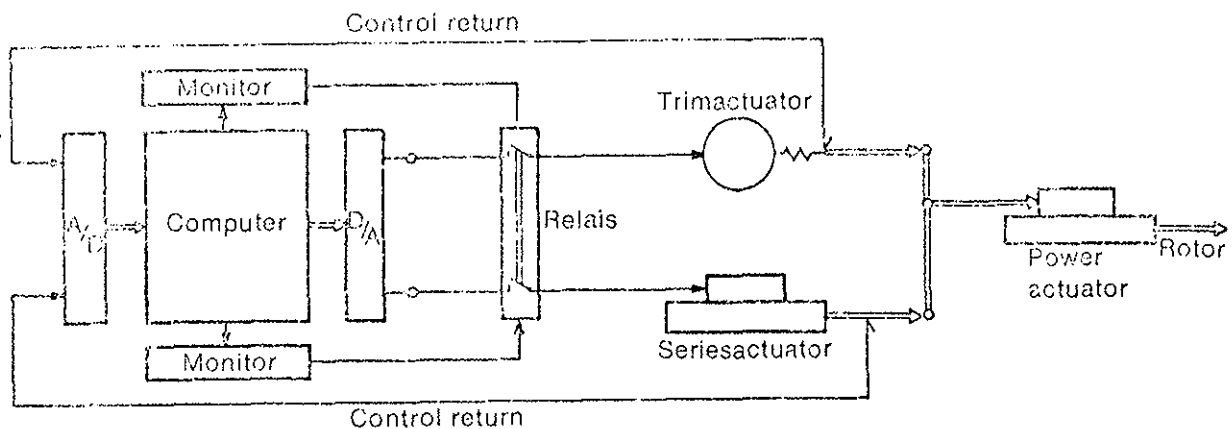 Control return
Monitor
Trimactuator
A/D
Computer
D/A
Relais
Power
actuator
Rotor
Seriesactuator
Monitor
Control return